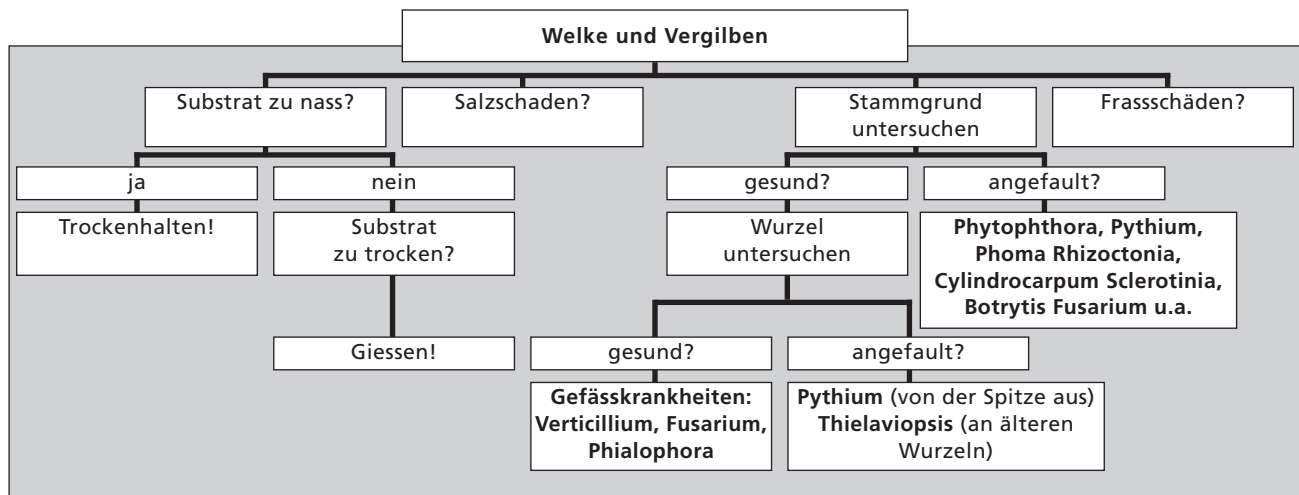 Welke und Vergilben
Substrat zu nass?
Salzschaden?
Stammgrund
untersuchen
Frassschäden?
ja
nein
gesund?
angefault?
Trockenhalten!
Substrat
zu trocken?
Wurzel
untersuchen
Phytophthora, Pythium,
Phoma Rhizoctonia,
Cylindrocarpum Sclerotinia,
Botrytis Fusarium u.a.
Giessen!
gesund?
angefault?
Gefässkrankheiten:
Verticillium, Fusarium,
Phialophora
Pythium (von der Spitze aus)
Thielaviopsis (an älteren
Wurzeln)